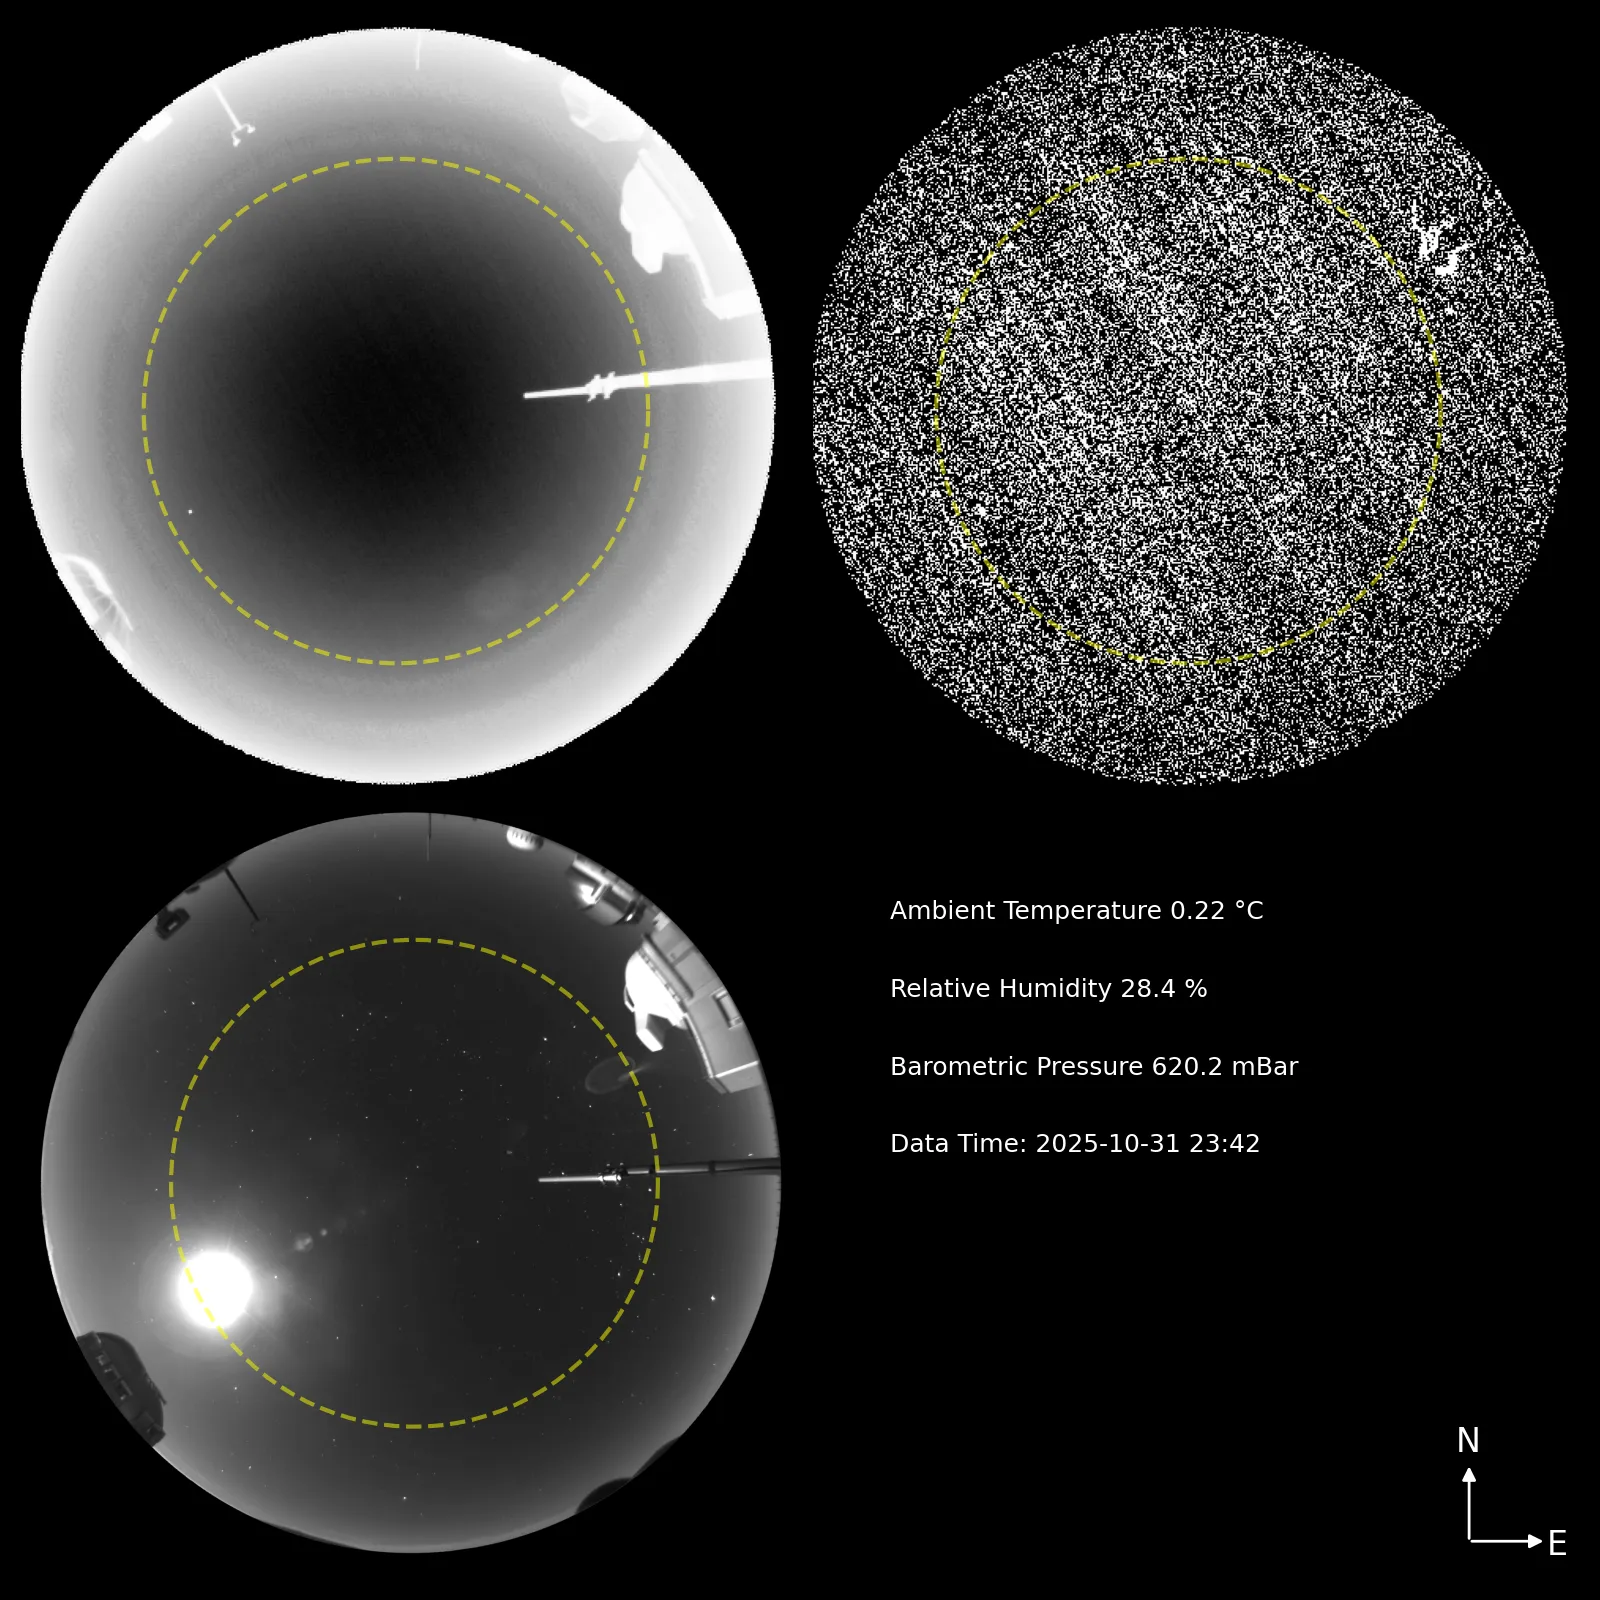 Ambient Temperature 0.22 °C
Relative Humidity 28.4 %
Barometric Pressure 620.2 mBar
Data Time: 2025-10-31 23:42
N
E